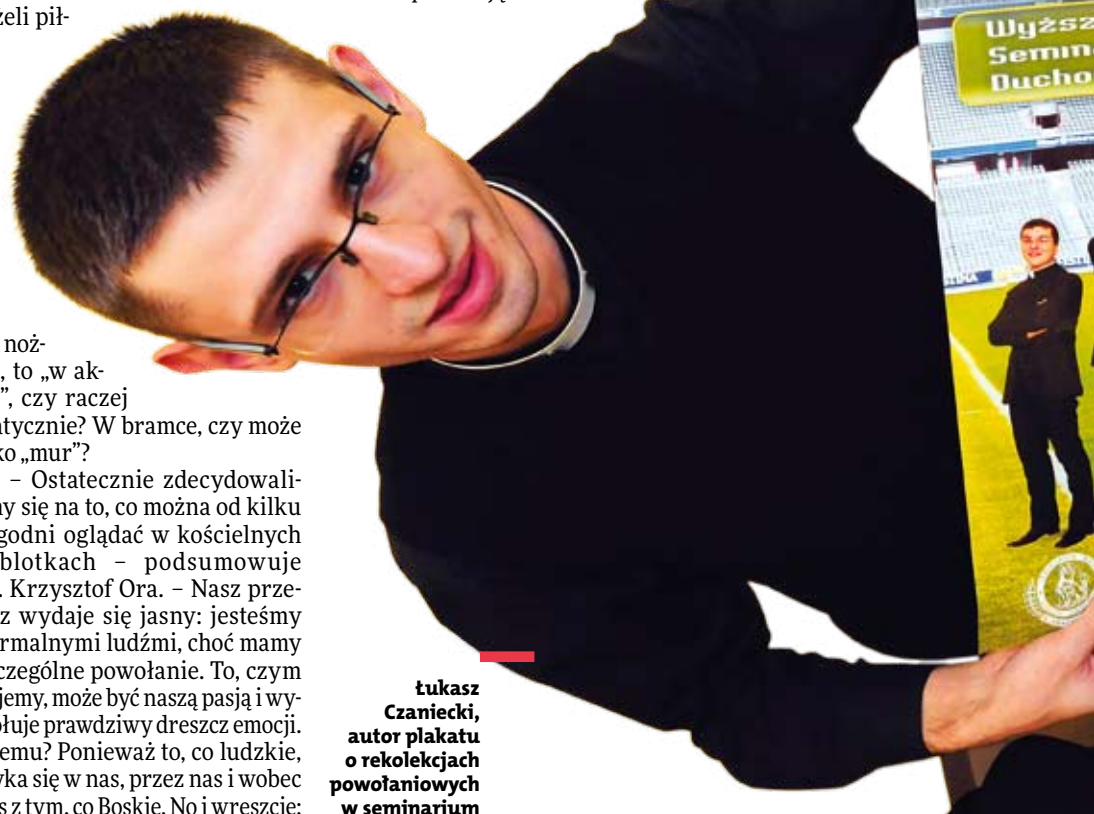 żeli pił-
noż-
, to „w ak-
”, czy raczej
tycznie? W bramce, czy może
ko „mur”?
– Ostatecznie zdecydowali-
y się na to, co można od kilku
godni oglądać w kościelnych
blotkach – podsumowuje
. Krzysztof Ora. – Nasz prze-
z wydaje się jasny: jesteśmy
rmalnymi ludźmi, choć mamy
czególne powołanie. To, czym
jemy, może być naszą pasją i wy-
łuje prawdziwy dreszcz emocji.
emu? Ponieważ to, co ludzkie,
yka się w nas, przez nas i wobec
s z tym, co Boskie. No i wreszcie:
Łukasz
Czaniecki,
autor plakatu
o rekolekcjach
powołaniowych
w seminarium
Wyższ
Semin
Ducho